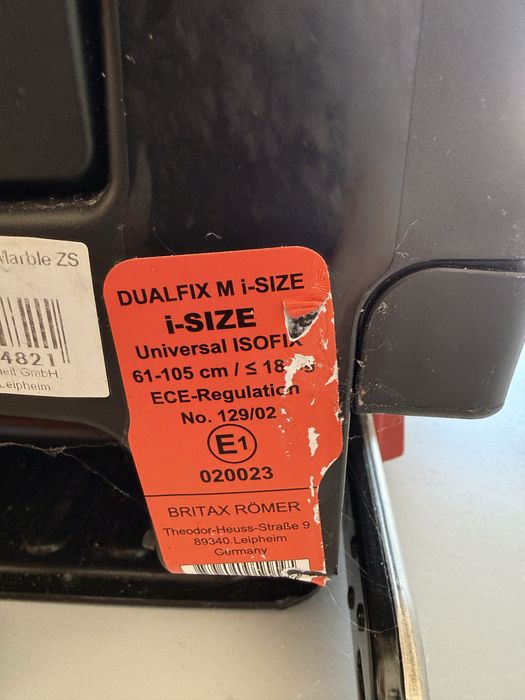 Marble ZS
4821
GmbH.
Leipheim
DUALFIX M i-SIZE
i-SIZE
Universal ISOFIX
61-105 cm / ≤ 18
ECE-Regulation
No. 129/02
E1
020023
BRITAX RÖMER
Theodor-Heuss-Straße 9
89340 Leipheim
Germany